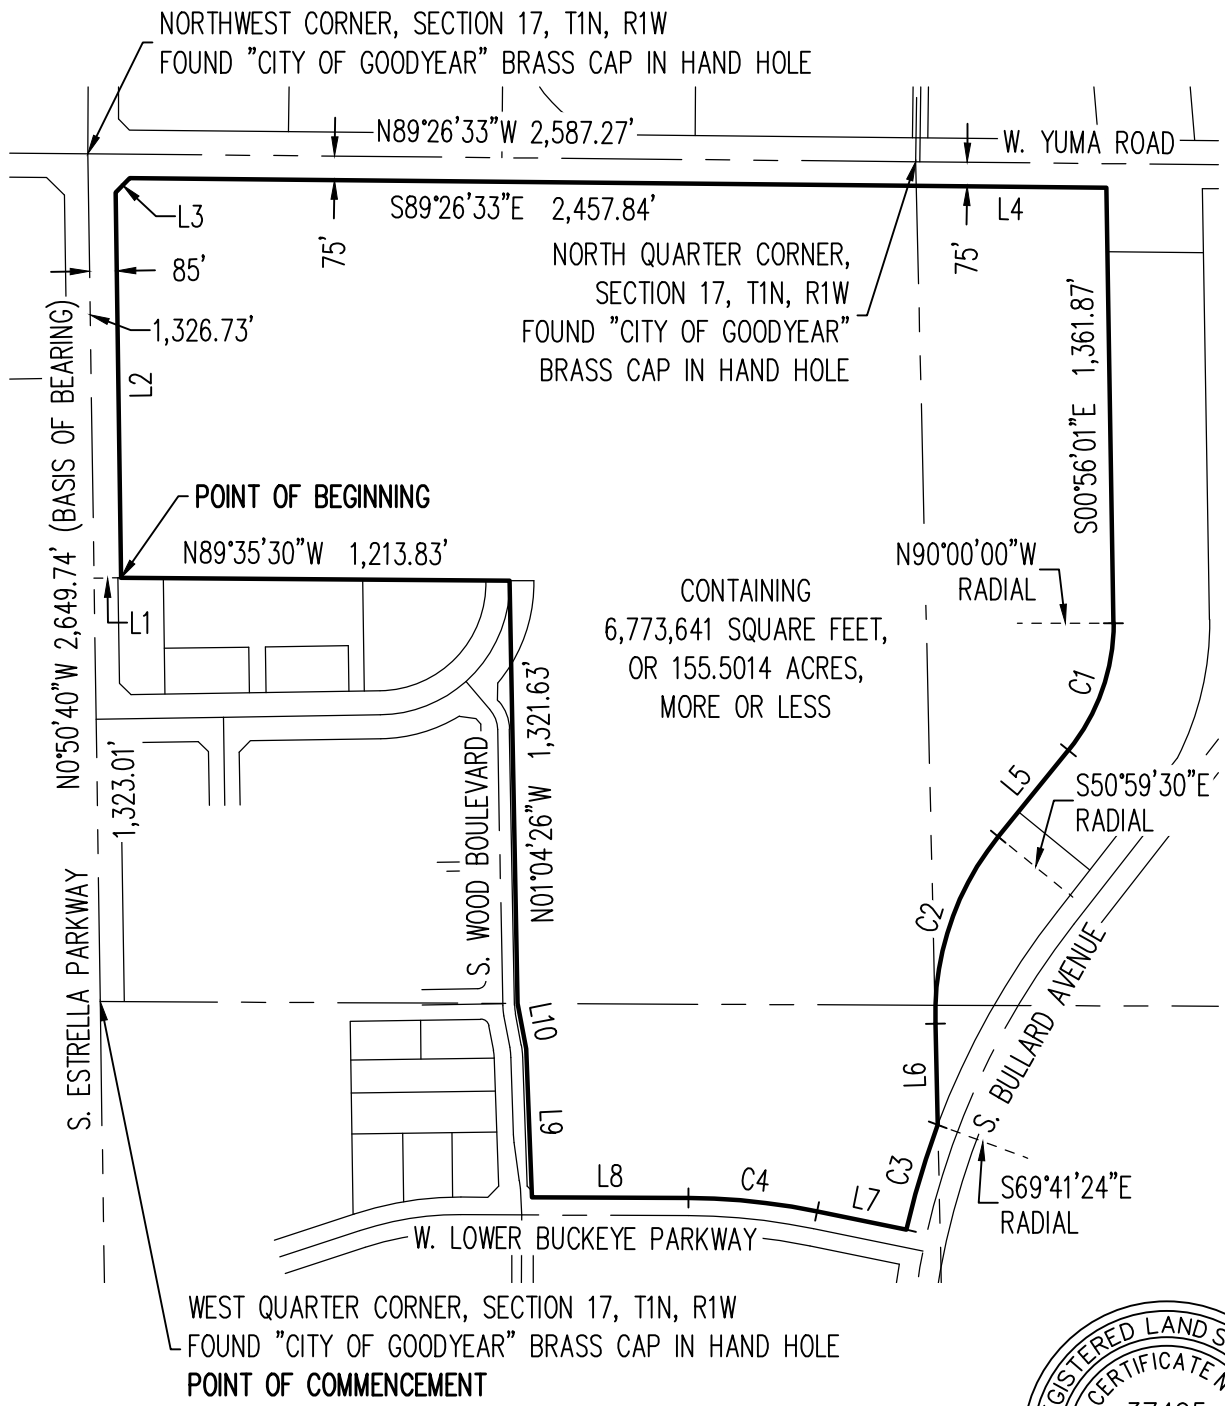 NORTHWEST CORNER, SECTION 17, T1N, R1W
FOUND "CITY OF GOODYEAR" BRASS CAP IN HAND HOLE
N89°26'33"W 2,587.27'
W. YUMA ROAD
L3
S89°26'33"E 2,457.84'
L4
75'
75'
85'
1,326.73'
NORTH QUARTER CORNER,
SECTION 17, T1N, R1W
FOUND "CITY OF GOODYEAR"
BRASS CAP IN HAND HOLE
L2
N0°50'40"W 2,649.74' (BASIS OF BEARING)
S00°56'01"E 1,361.87'
POINT OF BEGINNING
N89°35'30"W 1,213.83'
L1
N90°00'00"W
RADIAL
CONTAINING
6,773,641 SQUARE FEET,
OR 155.5014 ACRES,
MORE OR LESS
C1
N01°04'26"W 1,321.63'
1,323.01'
S. WOOD BOULEVARD
L5
S50°59'30"E
RADIAL
C2
S. ESTRELLA PARKWAY
S. BULLARD AVENUE
L10
L6
L9
C3
L8
C4
L7
S69°41'24"E
RADIAL
W. LOWER BUCKEYE PARKWAY
WEST QUARTER CORNER, SECTION 17, T1N, R1W
FOUND "CITY OF GOODYEAR" BRASS CAP IN HAND HOLE
POINT OF COMMENCEMENT
GISTERED LAND S
CERTIFICATE N